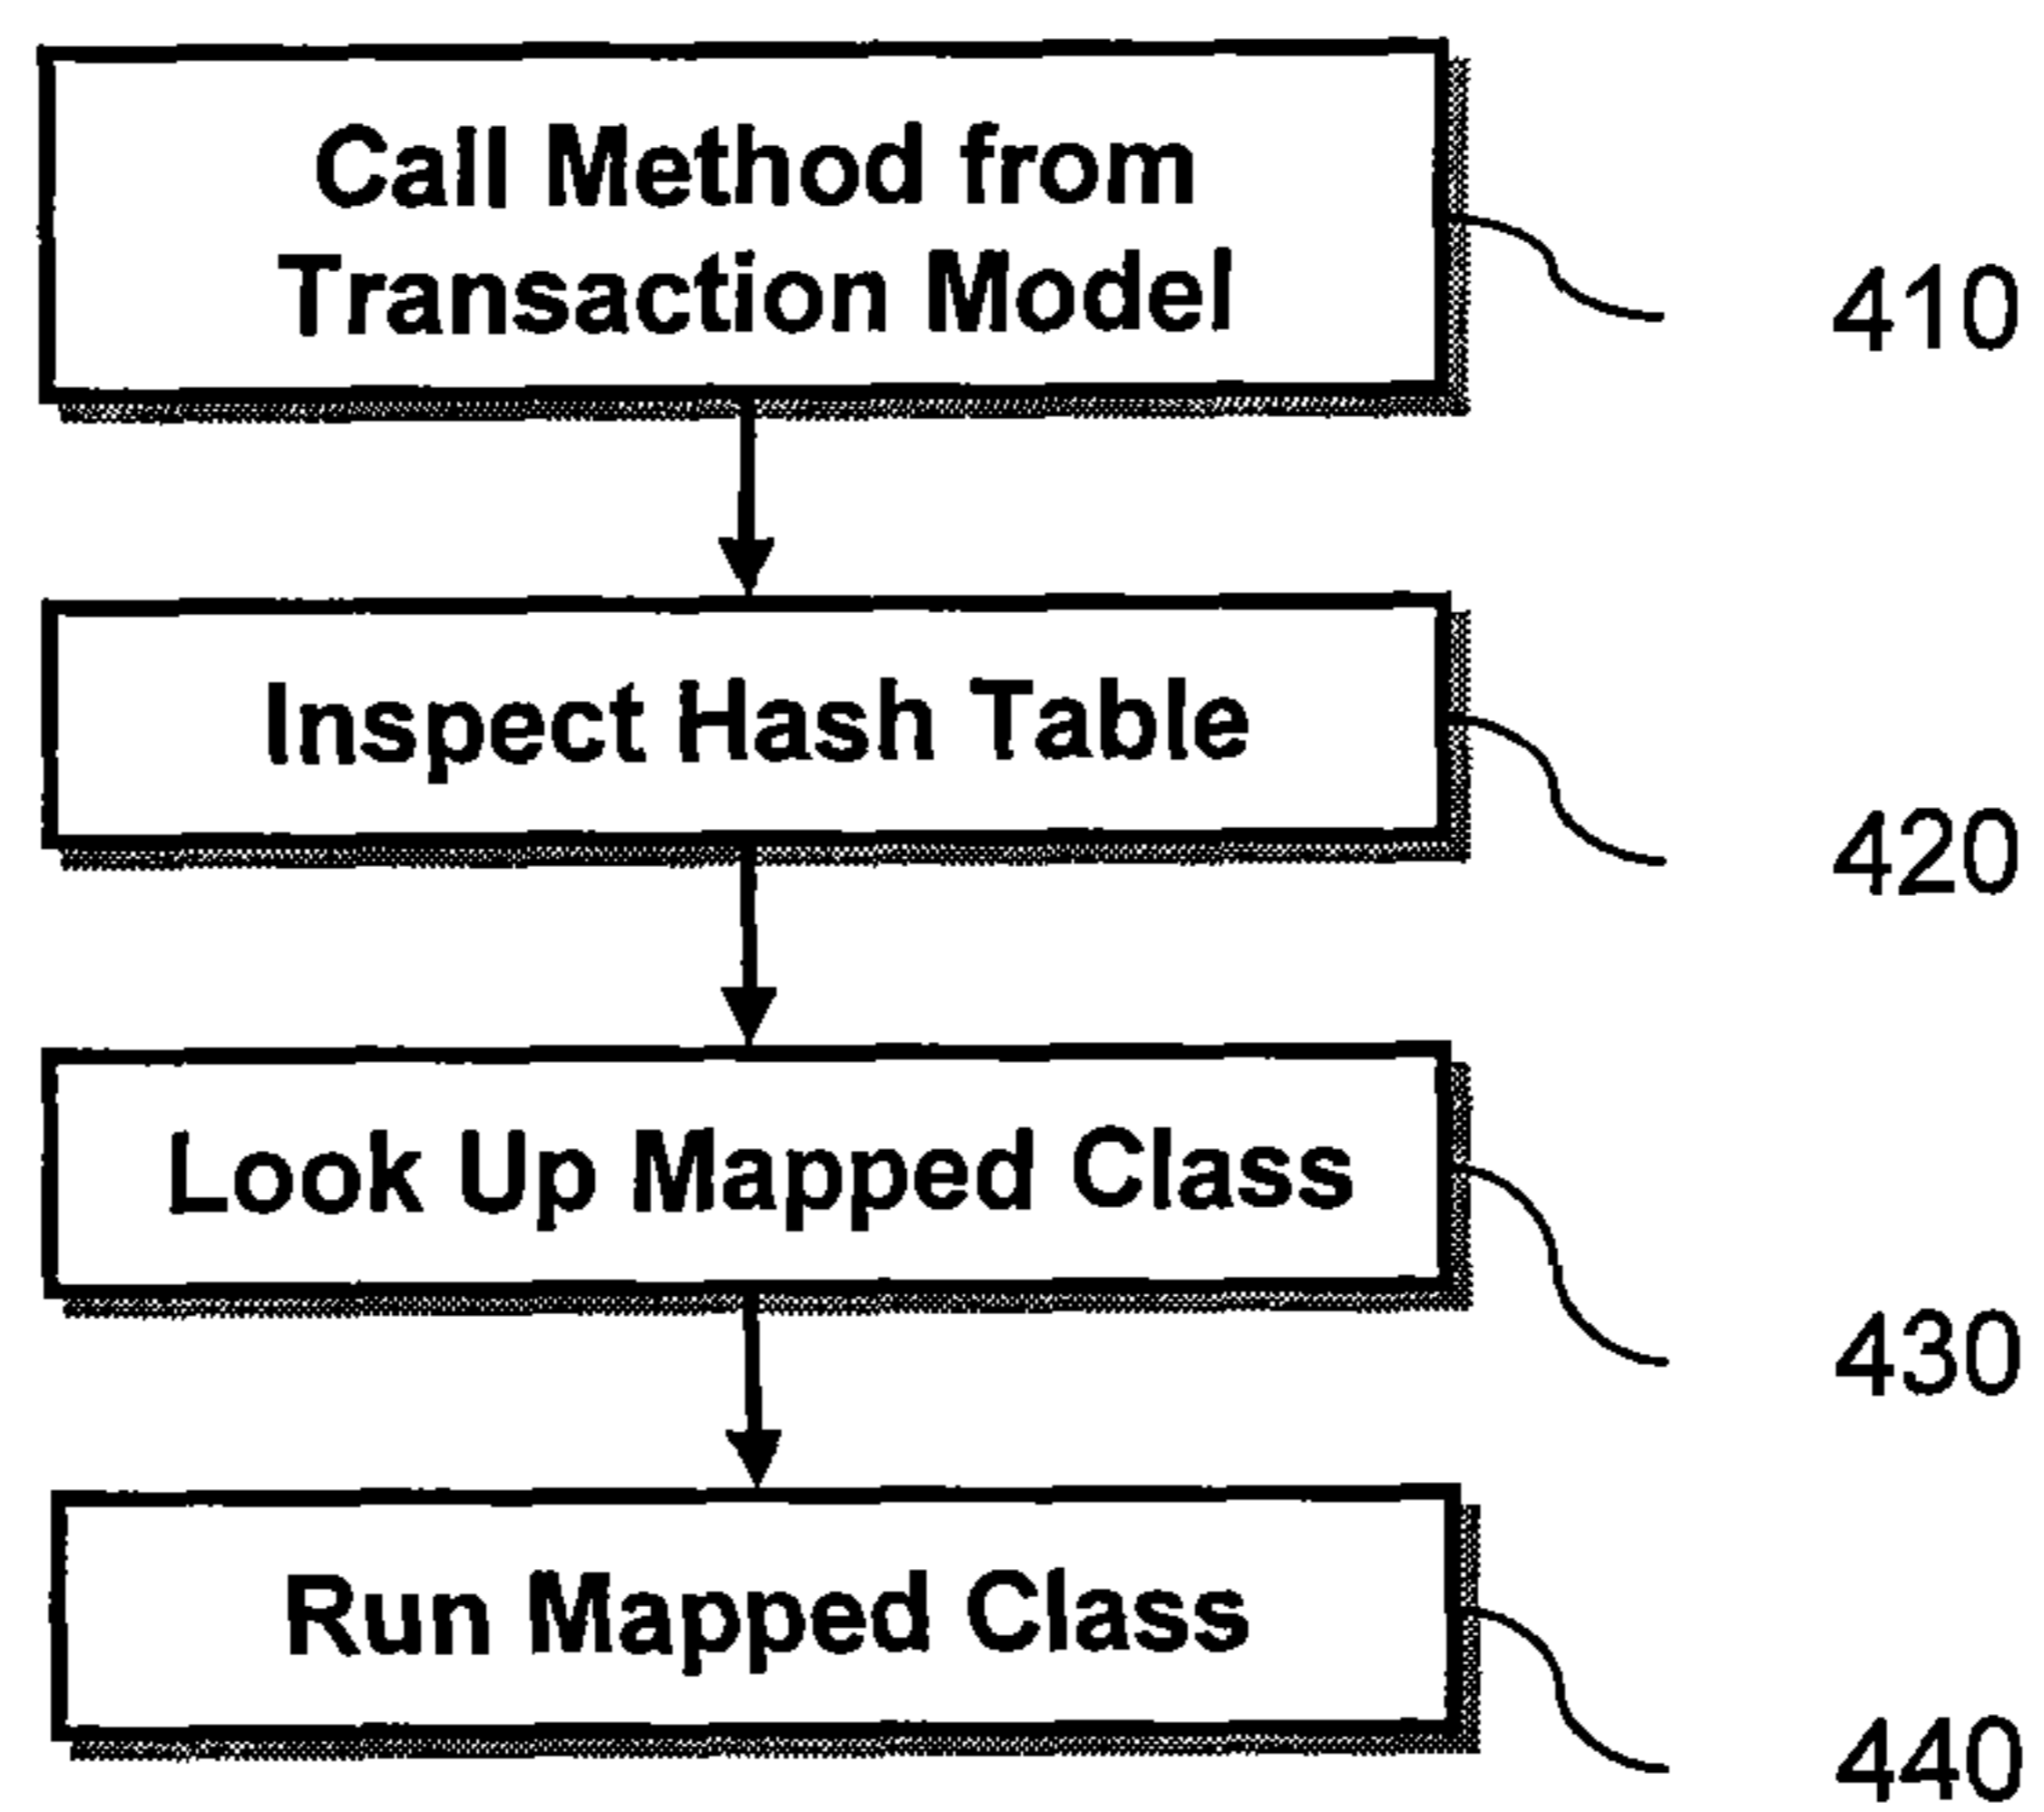 Call Method from
Transaction Model
410
Inspect Hash Table
420
Look Up Mapped Class
430
Run Mapped Class
440